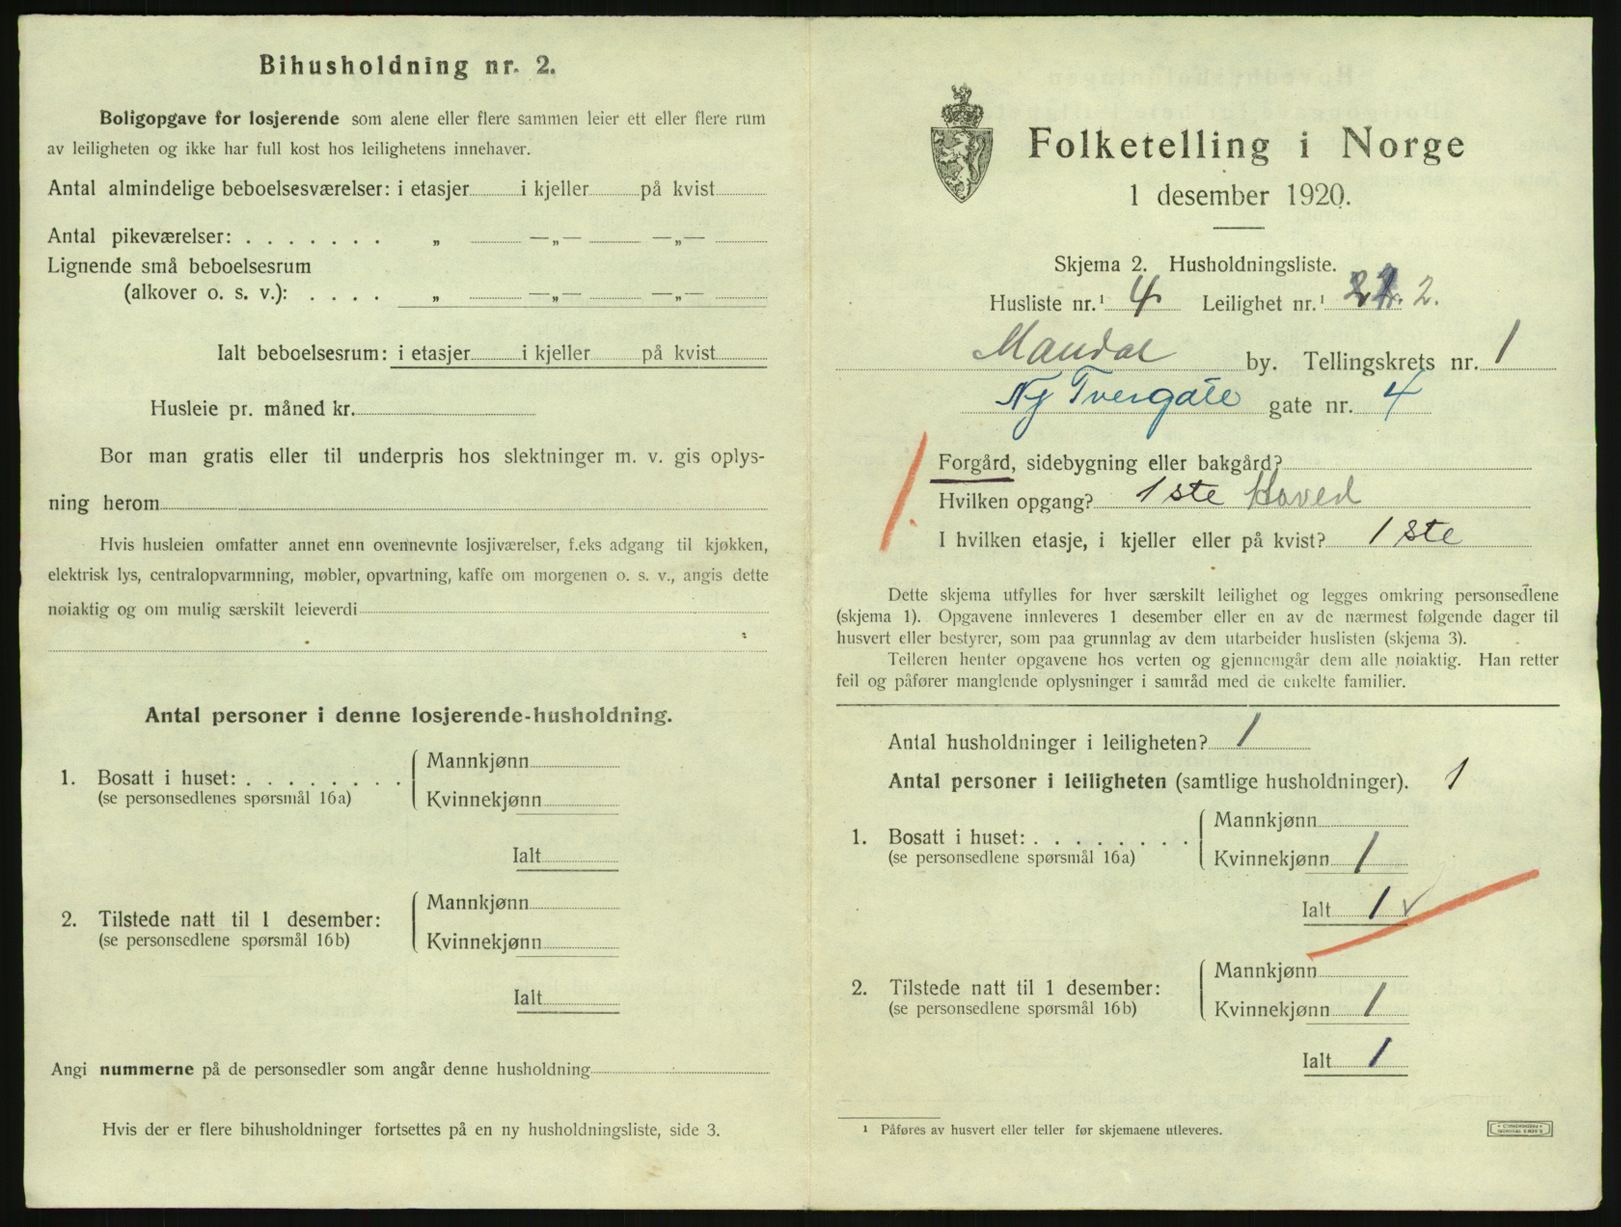 Bihusholdning nr. 2.
Boligopgave for losjerende som alene eller flere sammen leier ett eller flere rum
av leiligheten og ikke har full kost hos leilighetens innehaver.
Antal almindelige beboelsesværelser: i etasjer i kjeller på kvist
Antal pikeværelser: . . . . . . . „ —„— —„—
Lignende små beboelsesrum
(alkover o. s. v.): . . . . „ —„— —„—
Ialt beboelsesrum: i etasjer i kjeller på kvist
Husleie pr. måned kr.
Bor man gratis eller til underpris hos slektninger m. v. gis oplys-
ning herom
Hvis husleien omfatter annet enn ovennevnte losjiværelser, f.eks adgang til kjøkken,
elektrisk lys, centralopvarmning, møbler, opvartning, kaffe om morgenen o. s. v., angis dette
nøiaktig og om mulig særskilt leieverdi
Antal personer i denne losjerende-husholdning.
1. Bosatt i huset: . . . . . . . .
(se personsedlenes spørsmål 16a)
Mannkjønn
Kvinnekjønn
Ialt
2. Tilstede natt til 1 desember:
(se personsedlene spørsmål 16b)
Mannkjønn
Kvinnekjønn
Ialt
Angi nummerne på de personsedler som angår denne husholdning
Hvis der er flere bihusholdninger fortsettes på en ny husholdningsliste, side 3.
Folketelling i Norge
1 desember 1920.
Skjema 2. Husholdningsliste.
Husliste nr.¹ 4 Leilighet nr.¹ 2.
Mandal by. Tellingskrets nr. 1
Ny Tvergate gate nr. 4
Forgård, sidebygning eller bakgård?
Hvilken opgang? 1 ste Hoved
I hvilken etasje, i kjeller eller på kvist? 1 ste
Dette skjema utfylles for hver særskilt leilighet og legges omkring personsedlene
(skjema 1). Opgavene innleveres 1 desember eller en av de nærmest følgende dager til
husvert eller bestyrer, som paa grunnlag av dem utarbeider huslisten (skjema 3).
Telleren henter opgavene hos verten og gjennemgår dem alle nøiaktig. Han retter
feil og påfører manglende oplysninger i samråd med de enkelte familier.
Antal husholdninger i leiligheten? 1
Antal personer i leiligheten (samtlige husholdninger). 1
1. Bosatt i huset: . . . . . . . .
(se personsedlene spørsmål 16a)
Mannkjønn
Kvinnekjønn 1
Ialt 1 ✓
2. Tilstede natt til 1 desember:
(se personsedlene spørsmål 16b)
Mannkjønn
Kvinnekjønn 1
Ialt 1
¹ Påføres av husvert eller teller før skjemaene utleveres.